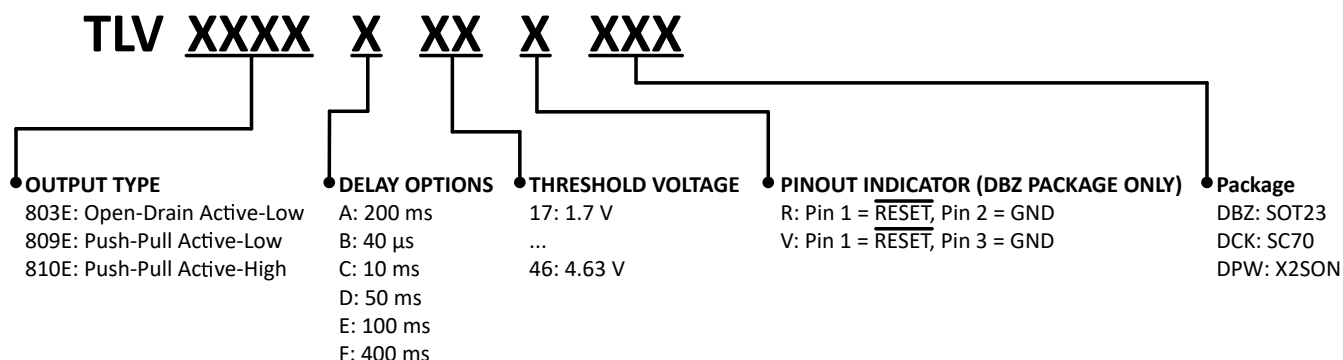 TLV XXXX X XX X XXX
OUTPUT TYPE
803E: Open-Drain Active-Low
809E: Push-Pull Active-Low
810E: Push-Pull Active-High
DELAY OPTIONS
A: 200 ms
B: 40 µs
C: 10 ms
D: 50 ms
E: 100 ms
F: 400 ms
THRESHOLD VOLTAGE
17: 1.7 V
...
46: 4.63 V
PINOUT INDICATOR (DBZ PACKAGE ONLY)
R: Pin 1 = RESET, Pin 2 = GND
V: Pin 1 = RESET, Pin 3 = GND
Package
DBZ: SOT23
DCK: SC70
DPW: X2SON